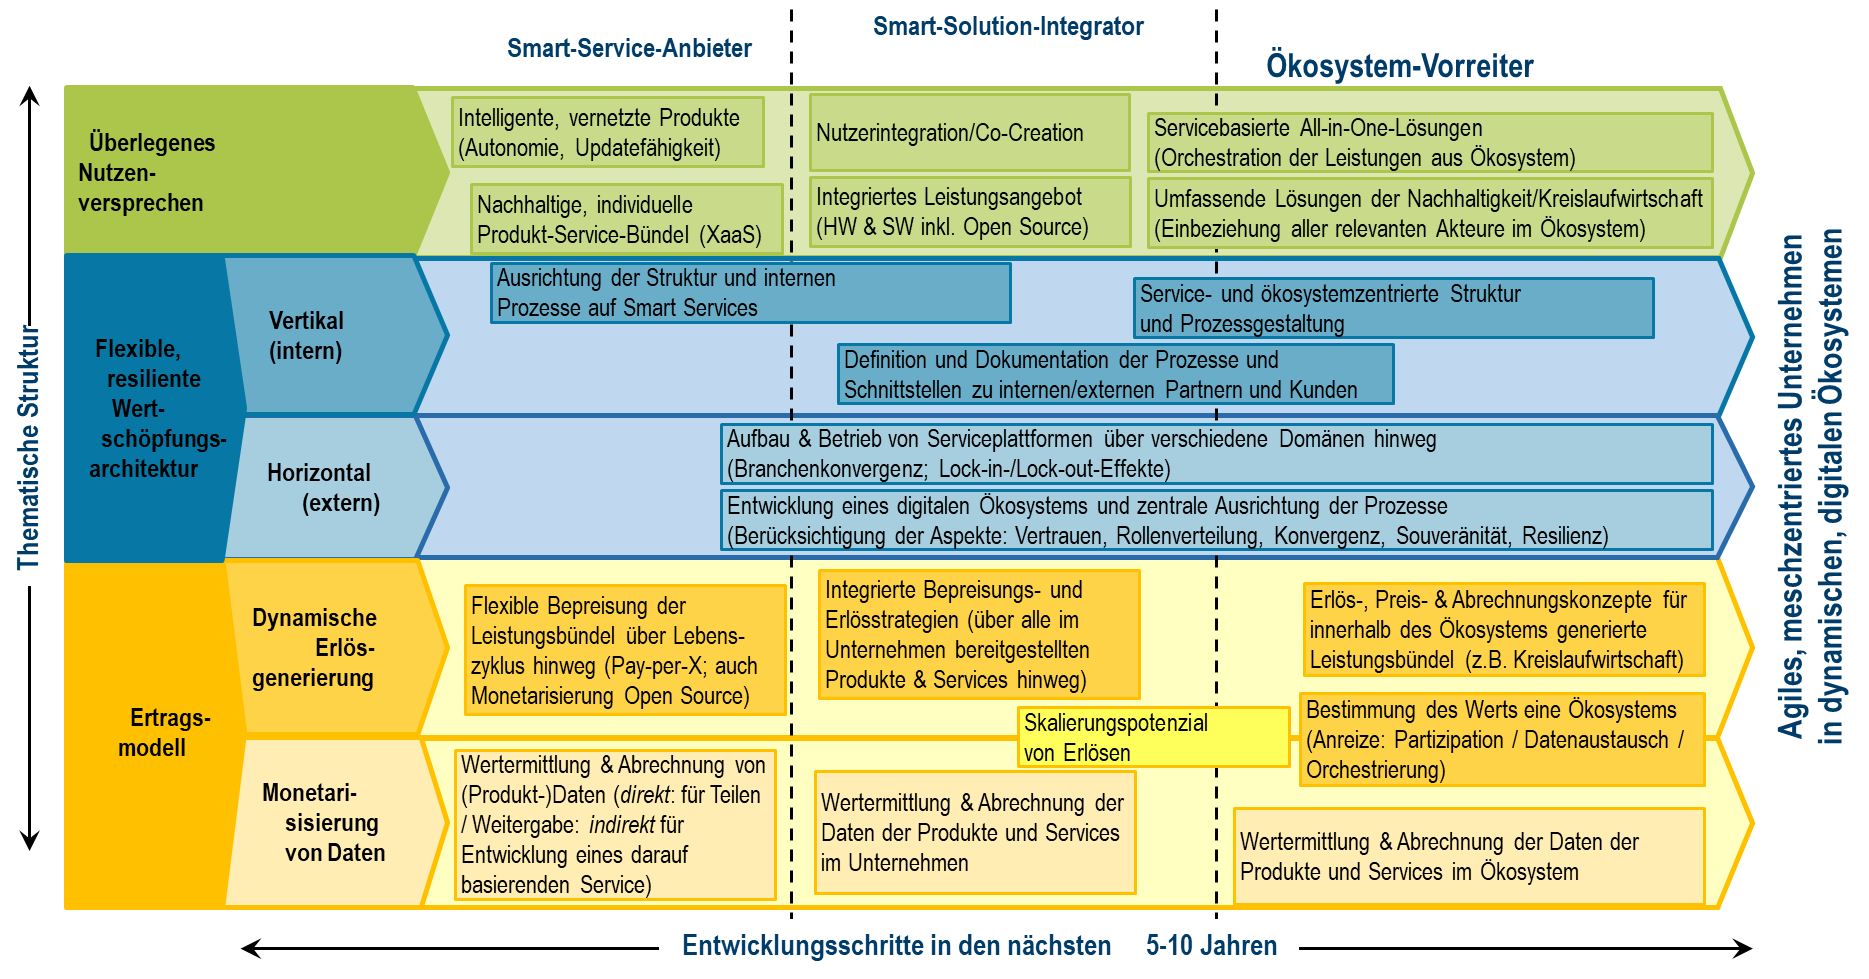 Smart-Service-Anbieter
Smart-Solution-Integrator
Ökosystem-Vorreiter
Thematische Struktur
Überlegenes
Nutzen-
versprechen
Intelligente, vernetzte Produkte
(Autonomie, Updatefähigkeit)
Nachhaltige, individuelle
Produkt-Service-Bündel (XaaS)
Nutzerintegration/Co-Creation
Integriertes Leistungsangebot
(HW & SW inkl. Open Source)
Servicebasierte All-in-One-Lösungen
(Orchestration der Leistungen aus Ökosystem)
Umfassende Lösungen der Nachhaltigkeit/Kreislaufwirtschaft
(Einbeziehung aller relevanten Akteure im Ökosystem)
Flexible,
resiliente
Wert-
schöpfungs-
architektur
Vertikal
(intern)
Ausrichtung der Struktur und internen
Prozesse auf Smart Services
Service- und ökosystemzentrierte Struktur
und Prozessgestaltung
Definition und Dokumentation der Prozesse und
Schnittstellen zu internen/externen Partnern und Kunden
Horizontal
(extern)
Aufbau & Betrieb von Serviceplattformen über verschiedene Domänen hinweg
(Branchenkonvergenz; Lock-in-/Lock-out-Effekte)
Entwicklung eines digitalen Ökosystems und zentrale Ausrichtung der Prozesse
(Berücksichtigung der Aspekte: Vertrauen, Rollenverteilung, Konvergenz, Souveränität, Resilienz)
Ertrags-
modell
Dynamische
Erlös-
generierung
Flexible Bepreisung der
Leistungsbündel über Lebens-
zyklus hinweg (Pay-per-X; auch
Monetarisierung Open Source)
Integrierte Bepreisungs- und
Erlösstrategien (über alle im
Unternehmen bereitgestellten
Produkte & Services hinweg)
Erlös-, Preis- & Abrechnungskonzepte für
innerhalb des Ökosystems generierte
Leistungsbündel (z.B. Kreislaufwirtschaft)
Skalierungspotenzial
von Erlösen
Bestimmung des Werts eine Ökosystems
(Anreize: Partizipation / Datenaustausch /
Orchestrierung)
Monetari-
sisierung
von Daten
Wertermittlung & Abrechnung von
(Produkt-)Daten (direkt: für Teilen
/ Weitergabe: indirekt für
Entwicklung eines darauf
basierenden Service)
Wertermittlung & Abrechnung der
Daten der Produkte und Services
im Unternehmen
Wertermittlung & Abrechnung der Daten der
Produkte und Services im Ökosystem
Agiles, meschzentriertes Unternehmen
in dynamischen, digitalen Ökosystemen
Entwicklungsschritte in den nächsten 5-10 Jahren